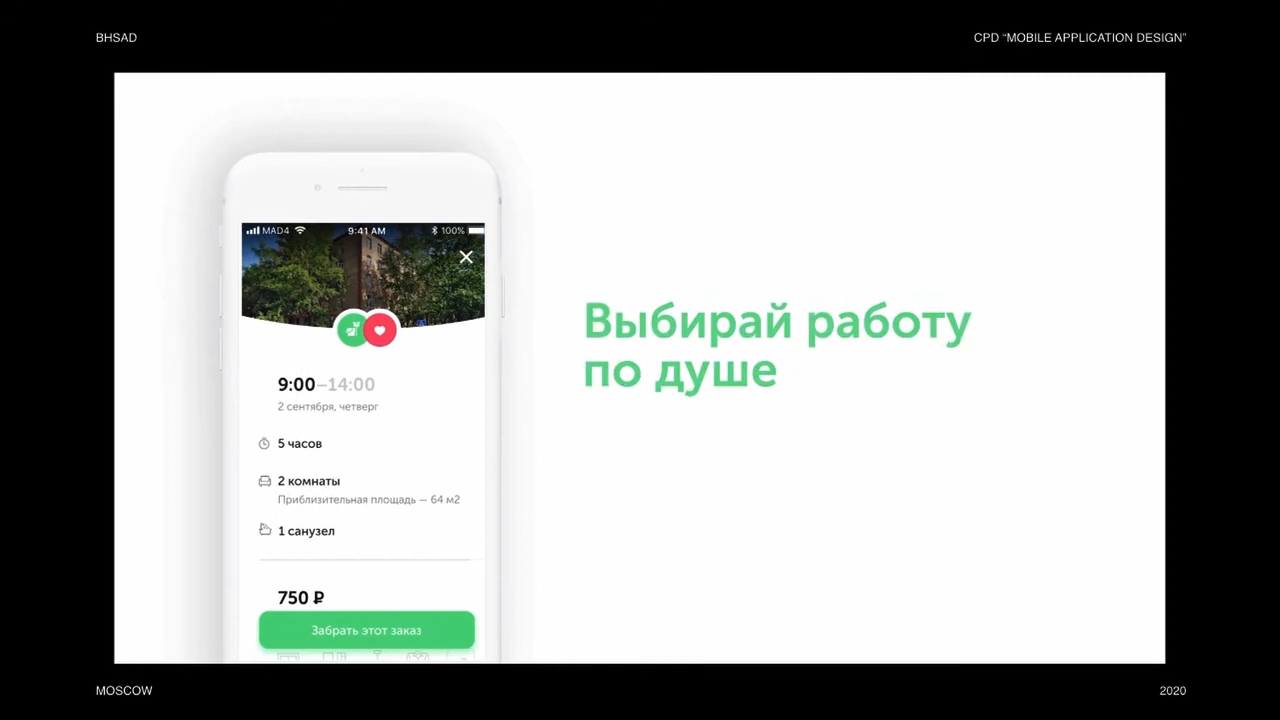 BHSAD
CPD “MOBILE APPLICATION DESIGN”
MAD4
9:41 AM
100%
9:00–14:00
2 сентября, четверг
5 часов
2 комнаты
Приблизительная площадь — 64 м2
1 санузел
750 ₽
Забрать этот заказ
Выбирай работу
по душе
MOSCOW
2020